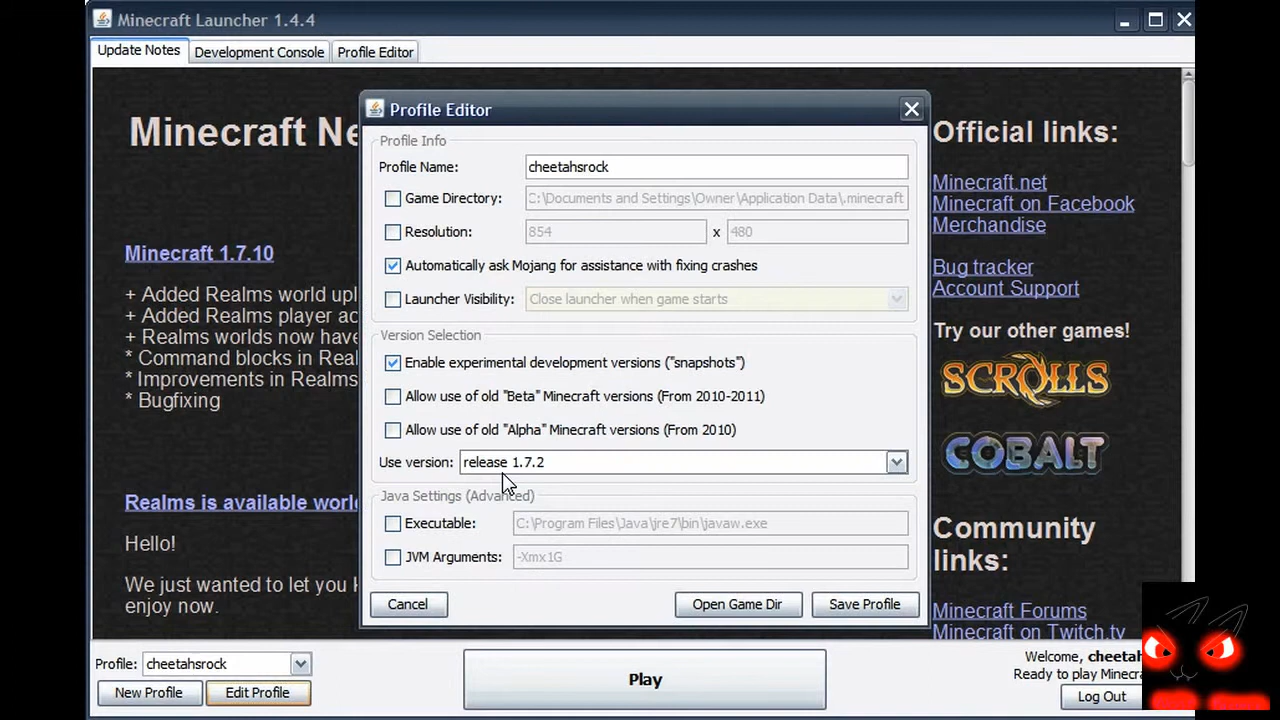 Minecraft Launcher 1.4.4
Update Notes
Development Console
Profile Editor
Minecraft Ne
Minecraft 1.7.10
+ Added Realms world upl
+ Added Realms player ac
+ Realms worlds now have
* Command blocks in Real
* Improvements in Realms
* Bugfixing
Realms is available worl
Hello!
We just wanted to let you k
enjoy now.
Profile Editor
Profile Info
Profile Name: cheetahsrock
Game Directory: C:\Documents and Settings\Owner\Application Data\.minecraft
Resolution: 854 x 480
Automatically ask Mojang for assistance with fixing crashes
Launcher Visibility: Close launcher when game starts
Version Selection
Enable experimental development versions ("snapshots")
Allow use of old "Beta" Minecraft versions (From 2010-2011)
Allow use of old "Alpha" Minecraft versions (From 2010)
Use version: release 1.7.2
Java Settings (Advanced)
Executable: C:\Program Files\Java\jre7\bin\javaw.exe
JVM Arguments: -Xmx1G
Cancel
Open Game Dir
Save Profile
Official links:
Minecraft.net
Minecraft on Facebook
Merchandise
Bug tracker
Account Support
Try our other games!
SCROLLS
COBALT
Community
links:
Minecraft Forums
Minecraft on Twitch.tv
Profile: cheetahsrock
New Profile
Edit Profile
Play
Welcome, cheetah
Ready to play Minecra
Log Out